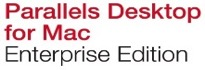 Parallels Desktop
for Mac
Enterprise Edition